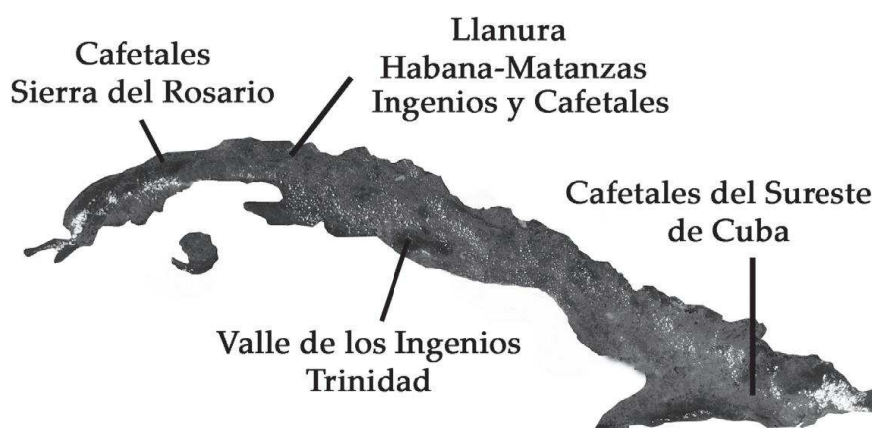 Cafetales
Sierra del Rosario
Llanura
Habana-Matanzas
Ingenios y Cafetales
Cafetales del Sureste
de Cuba
Valle de los Ingenios
Trinidad